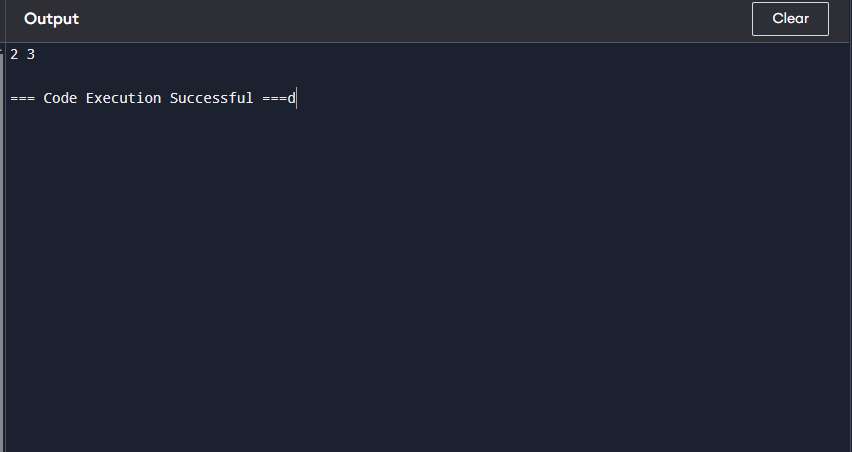 Output
Clear
2 3
=== Code Execution Successful ===d